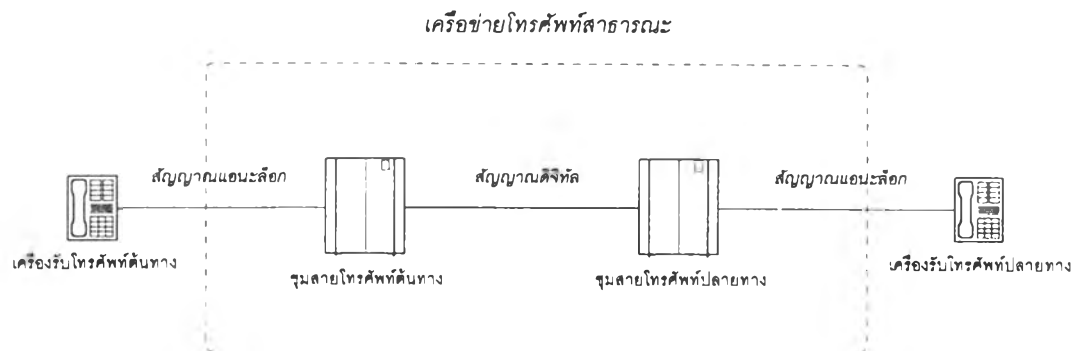 เครือข่ายโทรศัพท์สาธารณะ
สัญญาณแอนะล็อก
สัญญาณดิจิทัล
สัญญาณแอนะล็อก
เครื่องรับโทรศัพท์ต้นทาง
ชุมสายโทรศัพท์ต้นทาง
ชุมสายโทรศัพท์ปลายทาง
เครื่องรับโทรศัพท์ปลายทาง